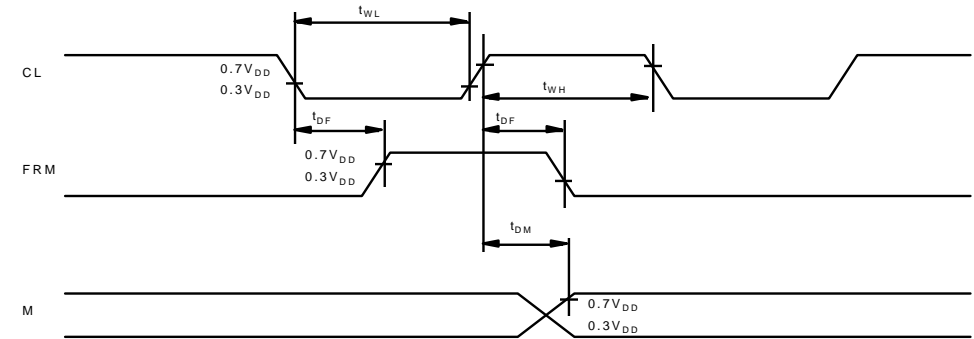 tWL
CL
0.7VDD
0.3VDD
tWH
tDF
tDF
FRM
0.7VDD
0.3VDD
tDM
M
0.7VDD
0.3VDD